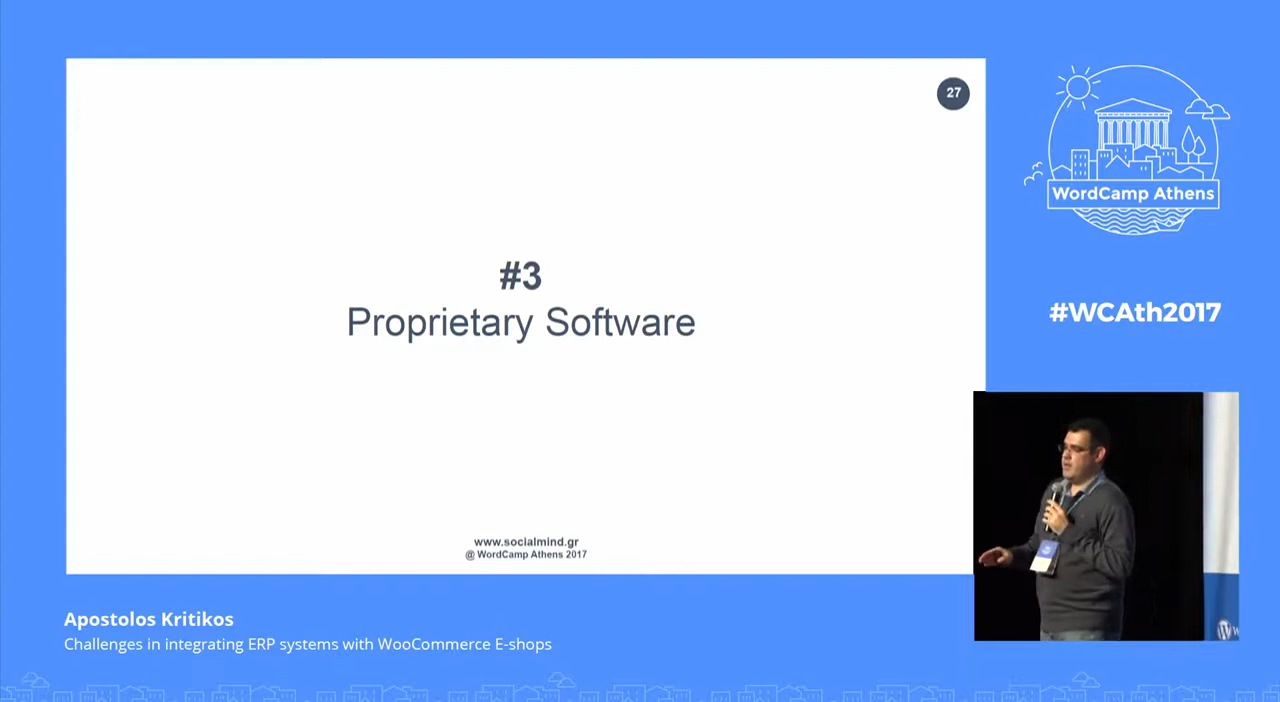 27
#3
Proprietary Software
www.socialmind.gr
@ WordCamp Athens 2017
WordCamp Athens
#WCAth2017
Apostolos Kritikos
Challenges in integrating ERP systems with WooCommerce E-shops